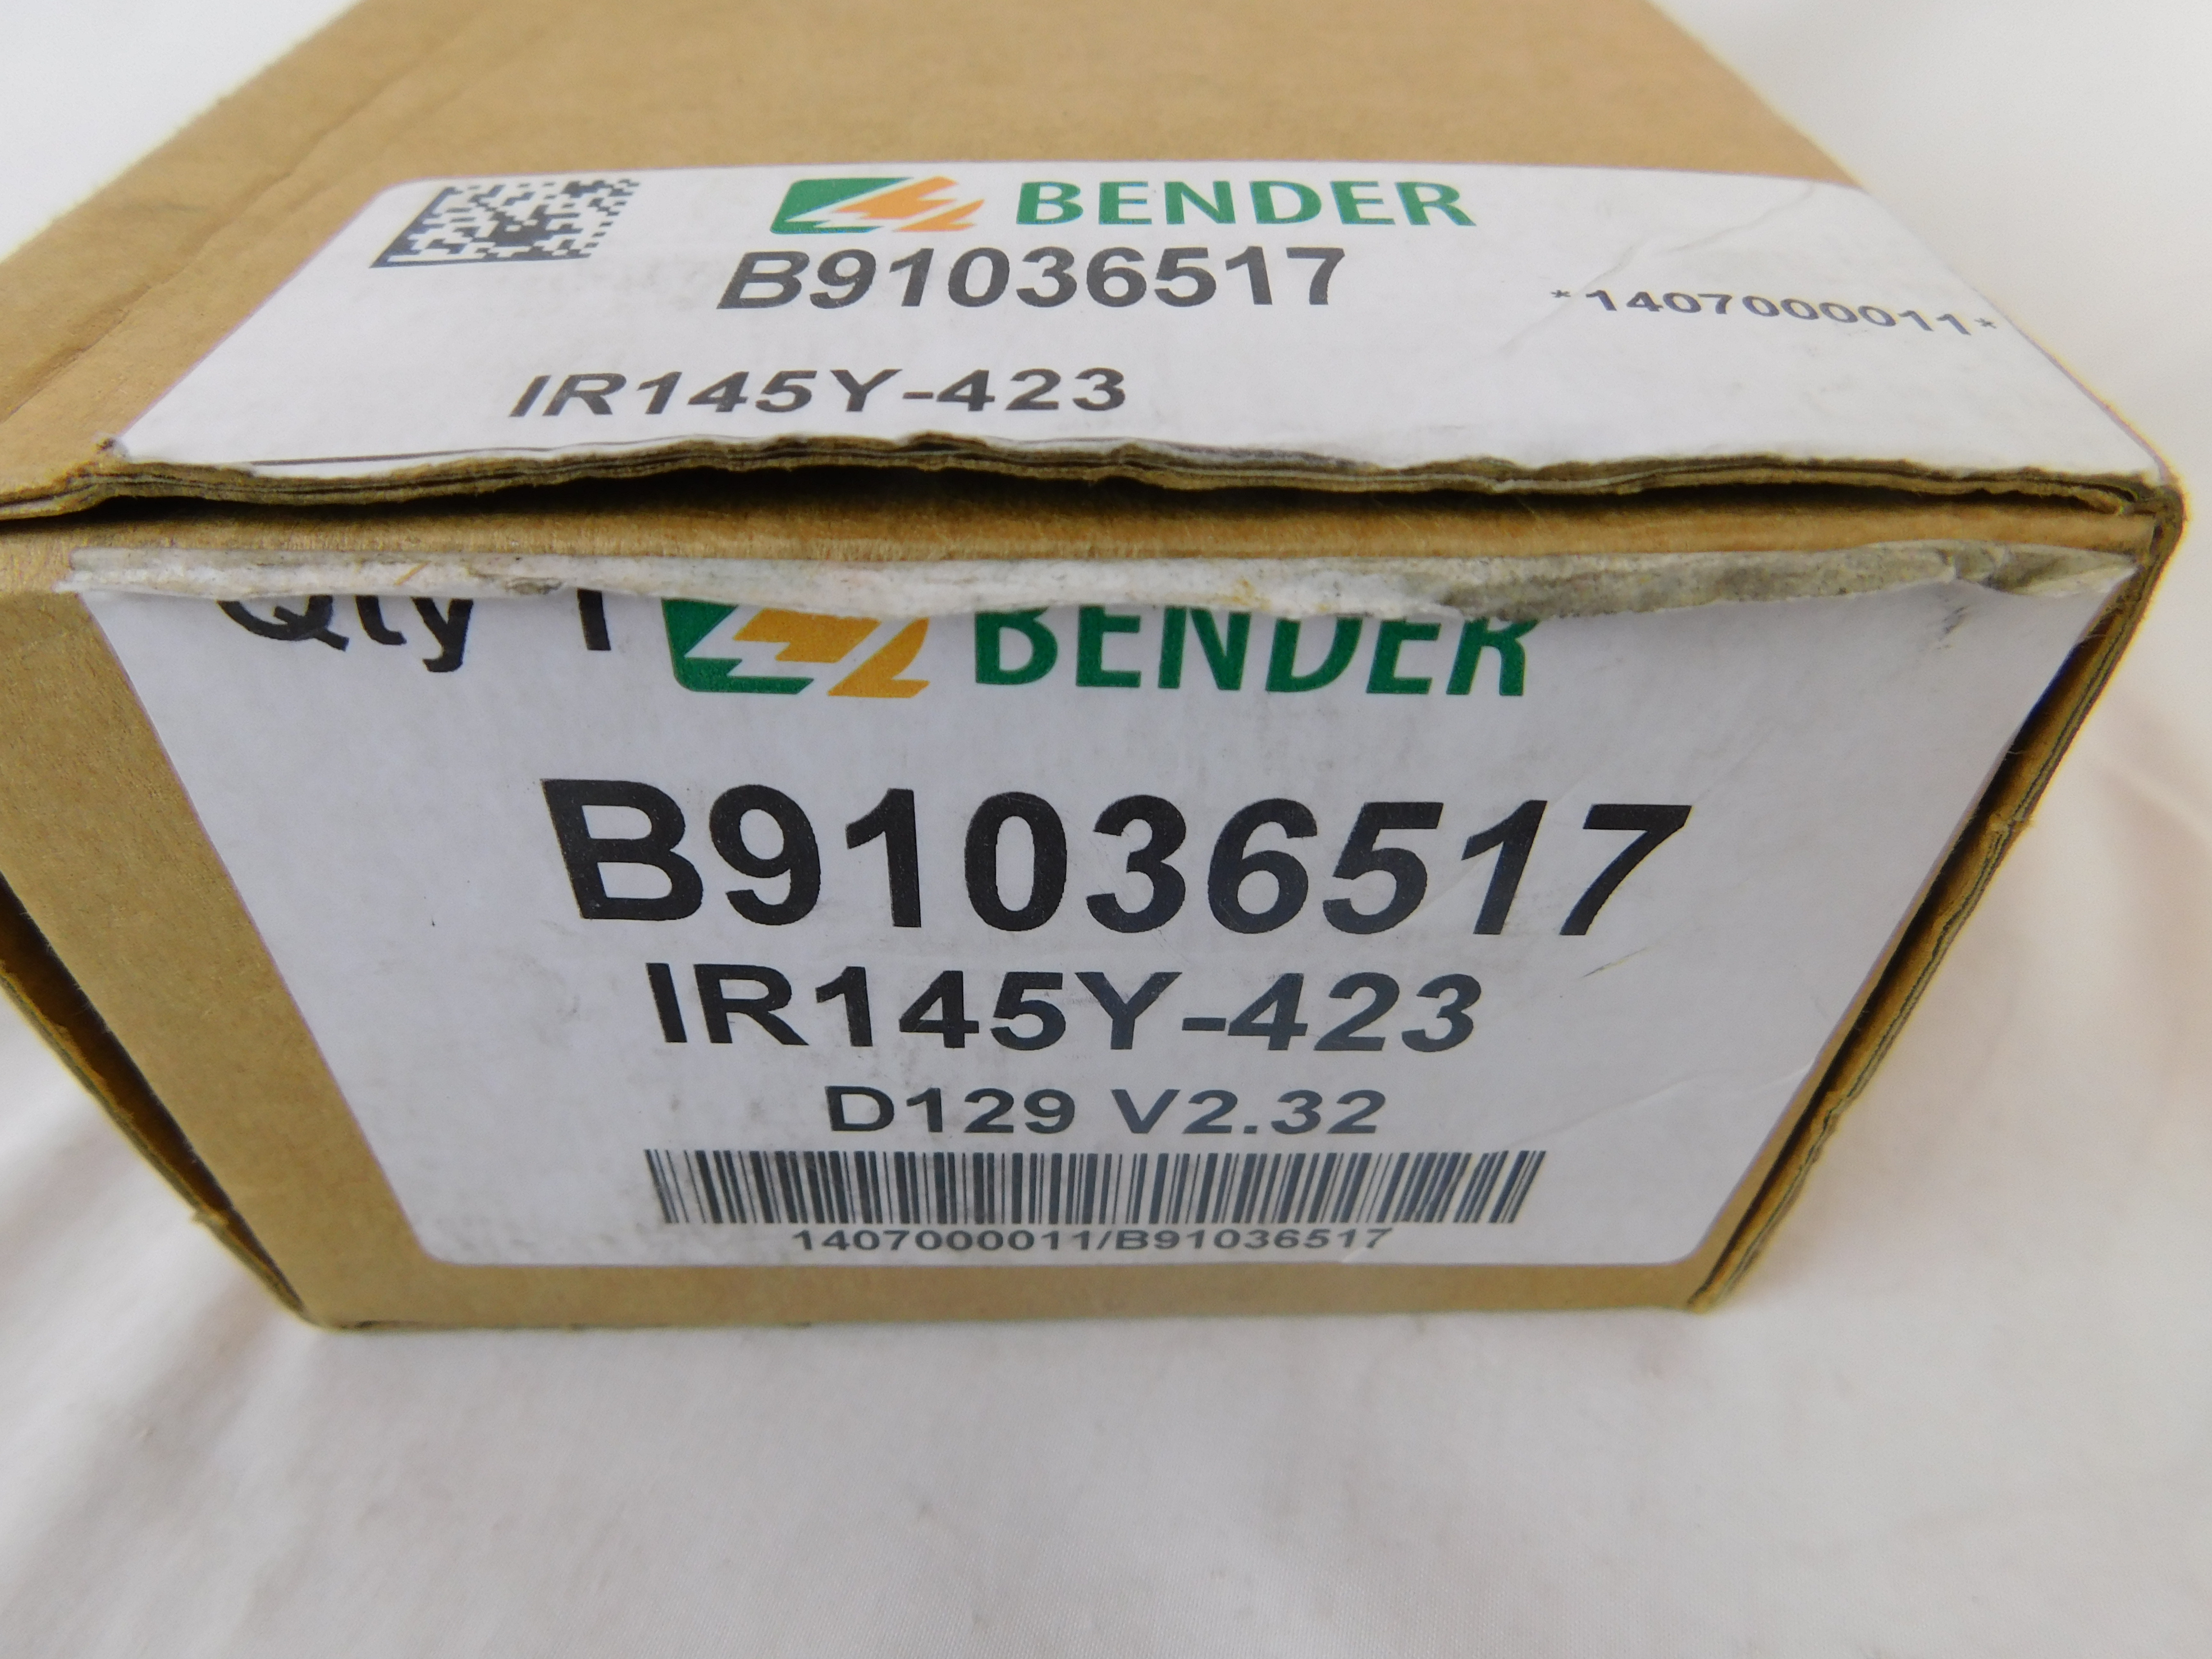 BENDER
B91036517
*1407000011*
IR145Y-423
Qty 1 BENDER
B91036517
IR145Y-423
D129 V2.32
1407000011/B91036517